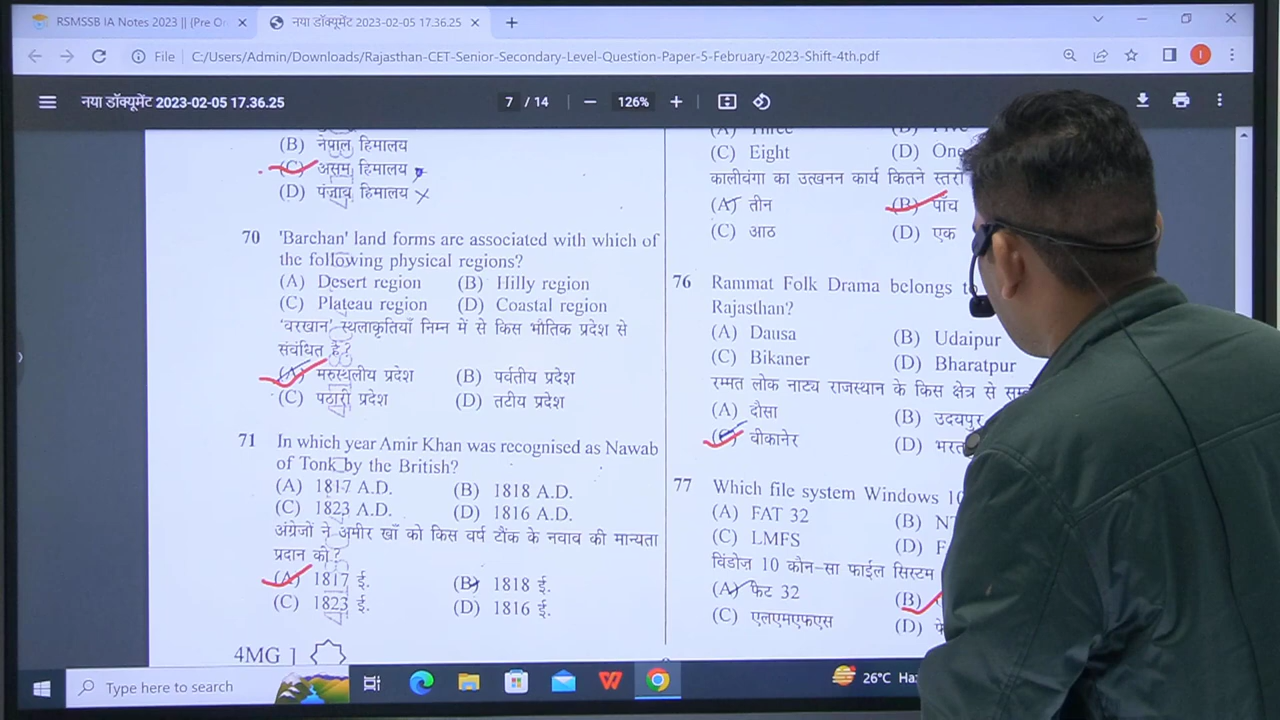 RSMSSB IA Notes 2023 || (Pre O
नया डॉक्यूमेंट 2023-02-05 17.36.25
File
C:/Users/Admin/Downloads/Rajasthan-CET-Senior-Secondary-Level-Question-Paper-5-February-2023-Shift-4th.pdf
नया डॉक्यूमेंट 2023-02-05 17.36.25
7 / 14
126%
(B) नेपाल हिमालय
(C) असम हिमालय
(D) पंजाब हिमालय
70 'Barchan' land forms are associated with which of
the following physical regions?
(A) Desert region (B) Hilly region
(C) Plateau region (D) Coastal region
'बरखान' स्थलाकृतियाँ निम्न में से किस भौतिक प्रदेश से
संबंधित है?
(A) मरुस्थलीय प्रदेश (B) पर्वतीय प्रदेश
(C) पठारी प्रदेश (D) तटीय प्रदेश
71 In which year Amir Khan was recognised as Nawab
of Tonk by the British?
(A) 1817 A.D. (B) 1818 A.D.
(C) 1823 A.D. (D) 1816 A.D.
अंग्रेजों ने अमीर खाँ को किस वर्ष टौंक के नवाब की मान्यता
प्रदान की?
(A) 1817 ई. (B) 1818 ई.
(C) 1823 ई. (D) 1816 ई.
4MG ]
(A) Three (B) Five
(C) Eight (D) One
कालीबंगा का उत्खनन कार्य कितने स्तरों
(A) तीन (B) पाँच
(C) आठ (D) एक
76 Rammat Folk Drama belongs to
Rajasthan?
(A) Dausa (B) Udaipur
(C) Bikaner (D) Bharatpur
रम्मत लोक नाट्य राजस्थान के किस क्षेत्र से
(A) दौसा (B) उदयपुर
(C) बीकानेर (D) भरत
77 Which file system Windows 10
(A) FAT 32 (B) NT
(C) LMFS (D) F
विंडोज़ 10 कौन-सा फाईल सिस्टम
(A) फैट 32 (B)
(C) एलएमएफएस (D) फे
Type here to search
26°C Ha